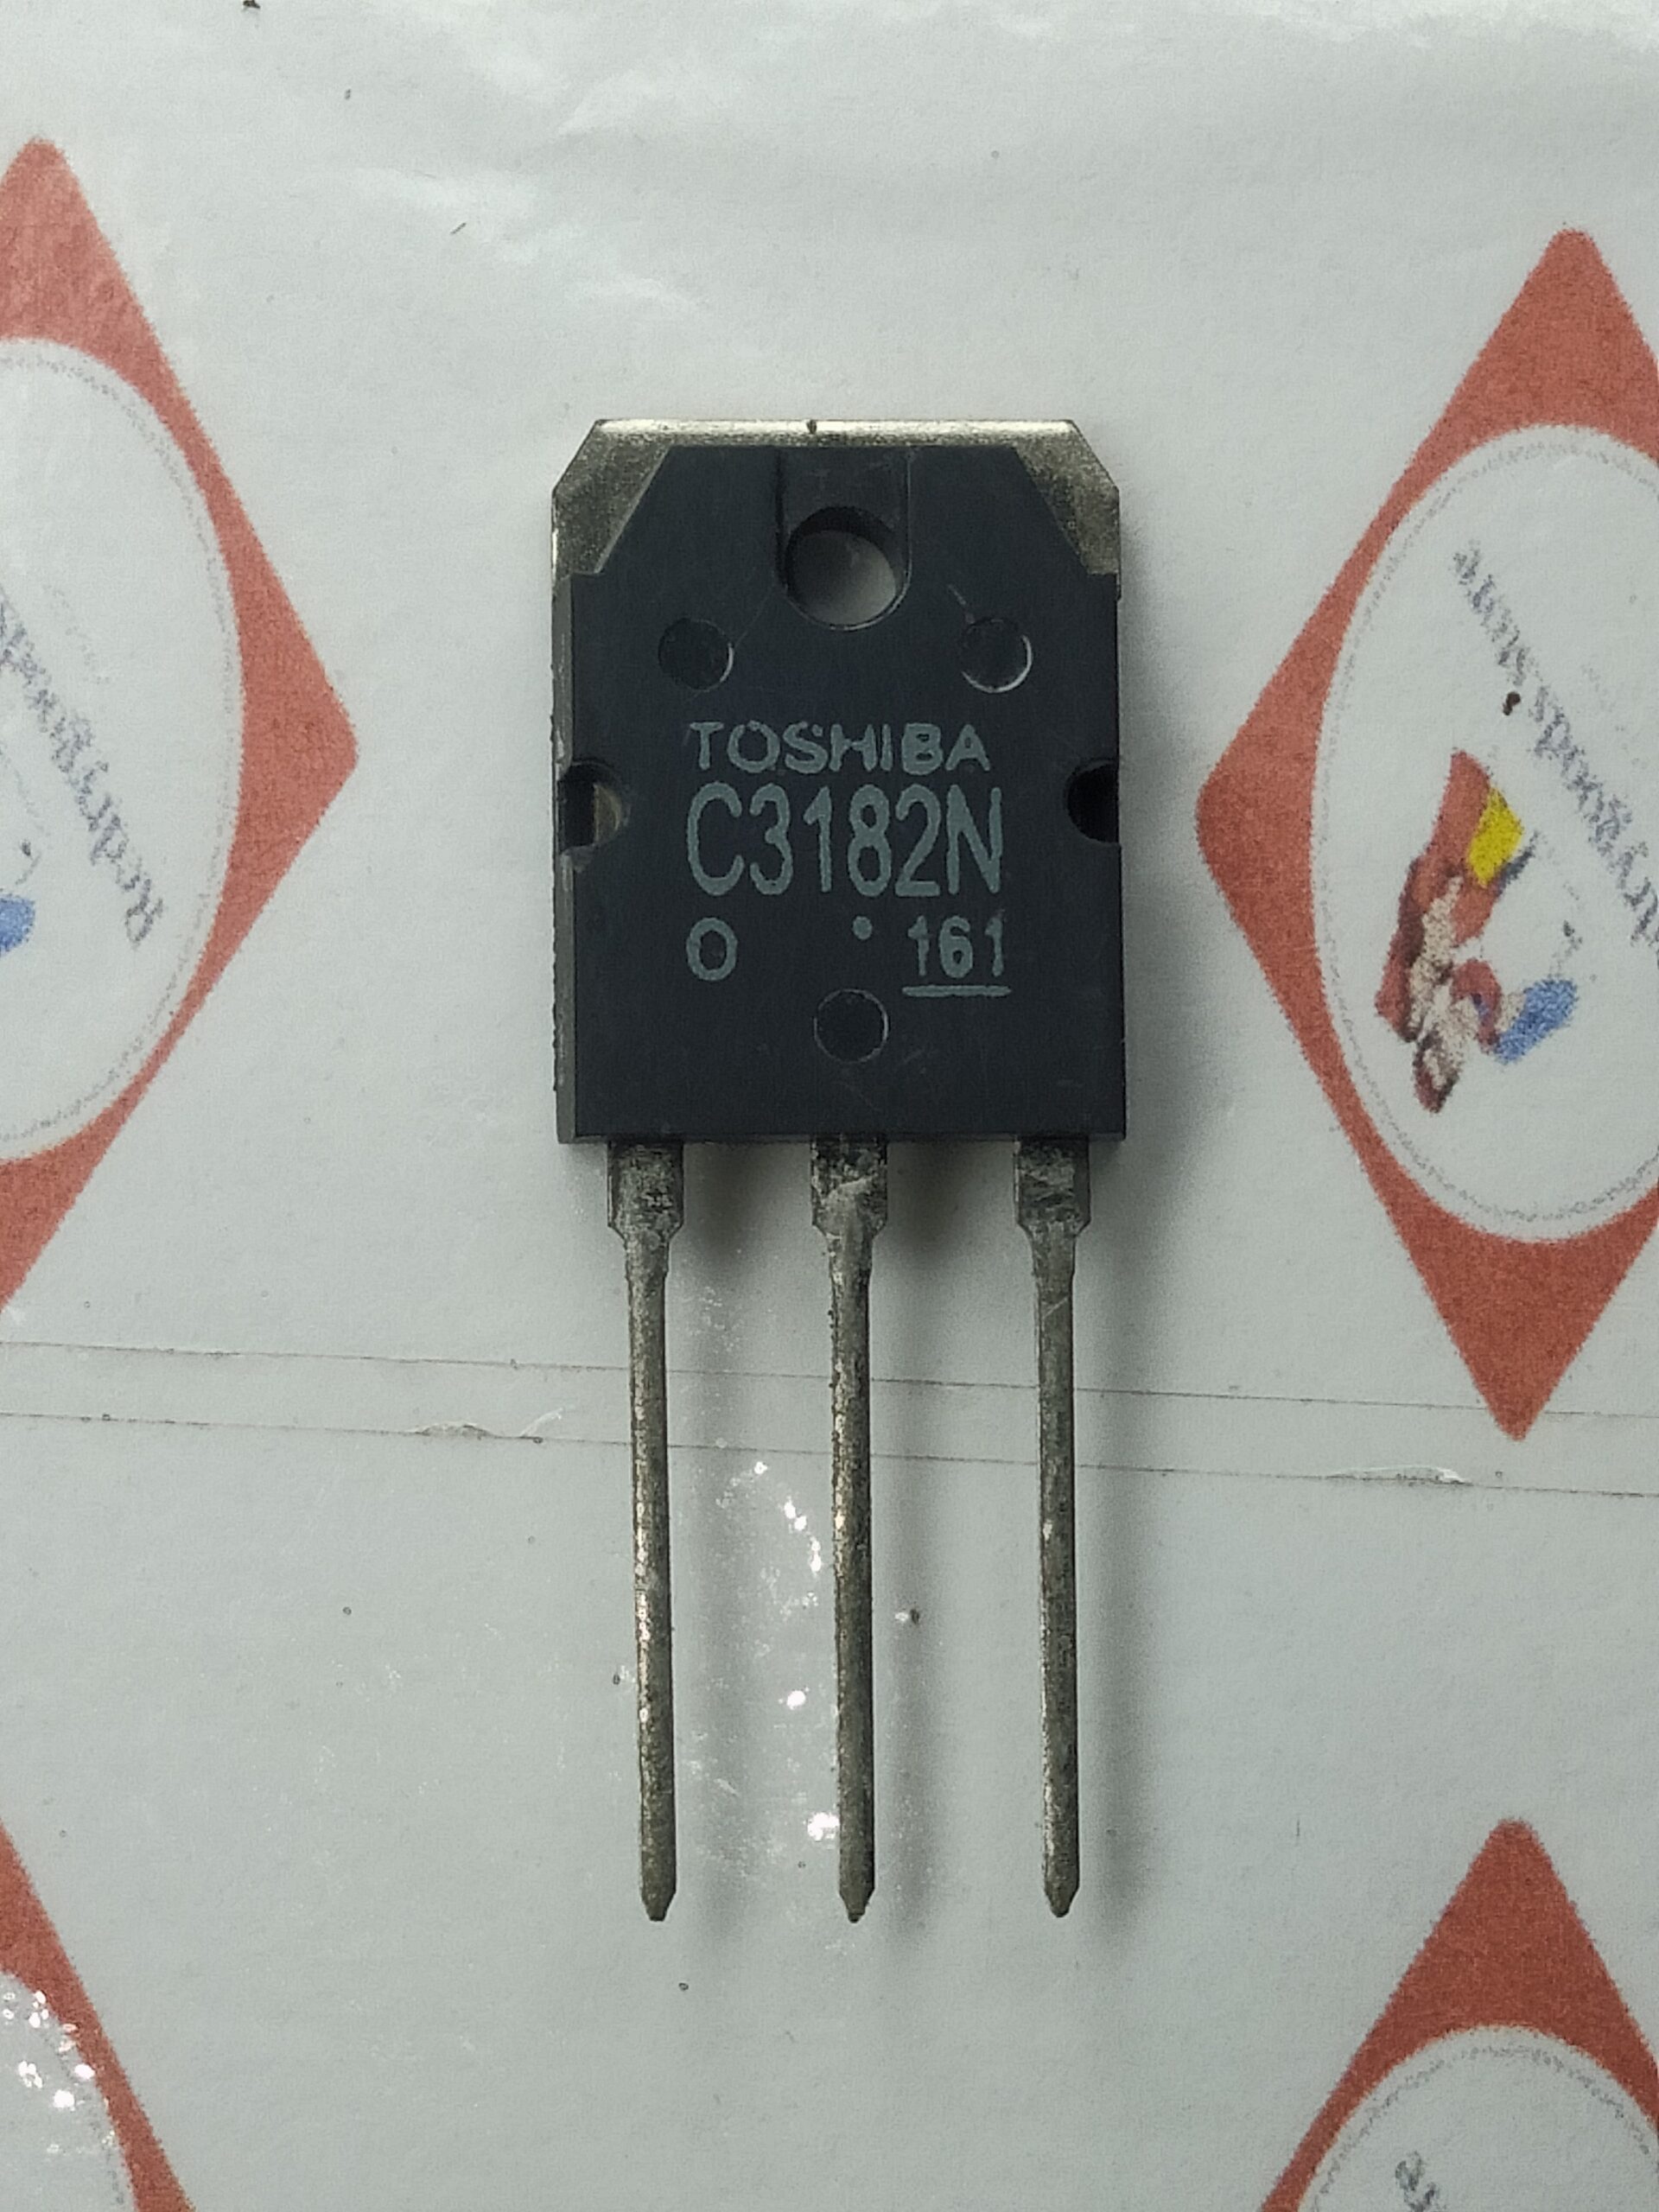 TOSHIBA
C3182N
O • 161